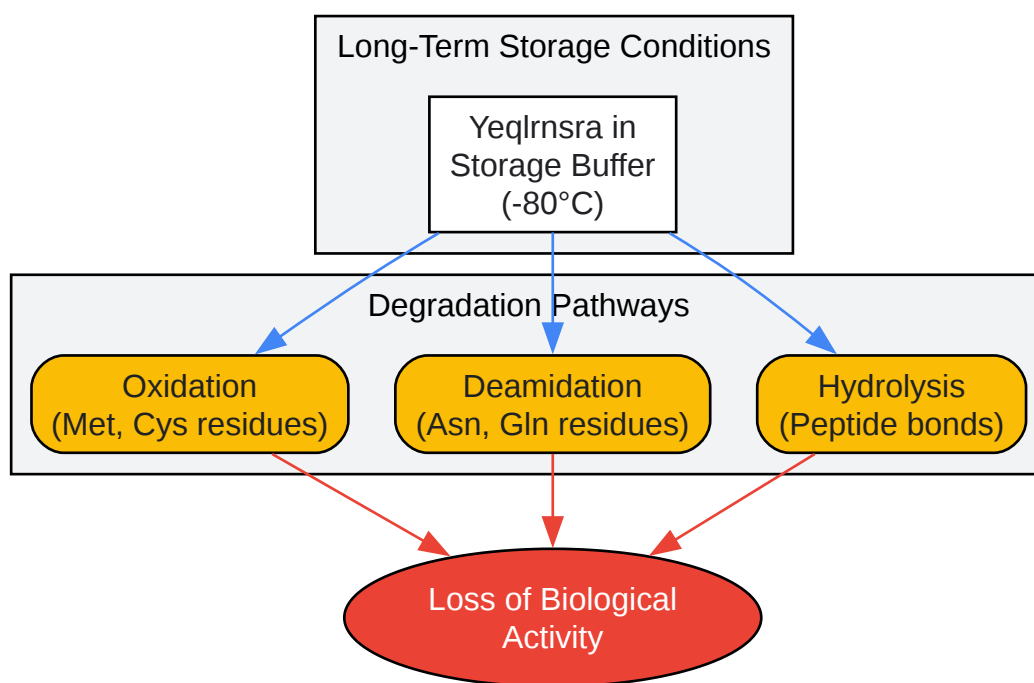 Long-Term Storage Conditions
Yeqlrnsra in
Storage Buffer
(-80°C)
Degradation Pathways
Oxidation
(Met, Cys residues)
Deamidation
(Asn, Gln residues)
Hydrolysis
(Peptide bonds)
Loss of Biological
Activity